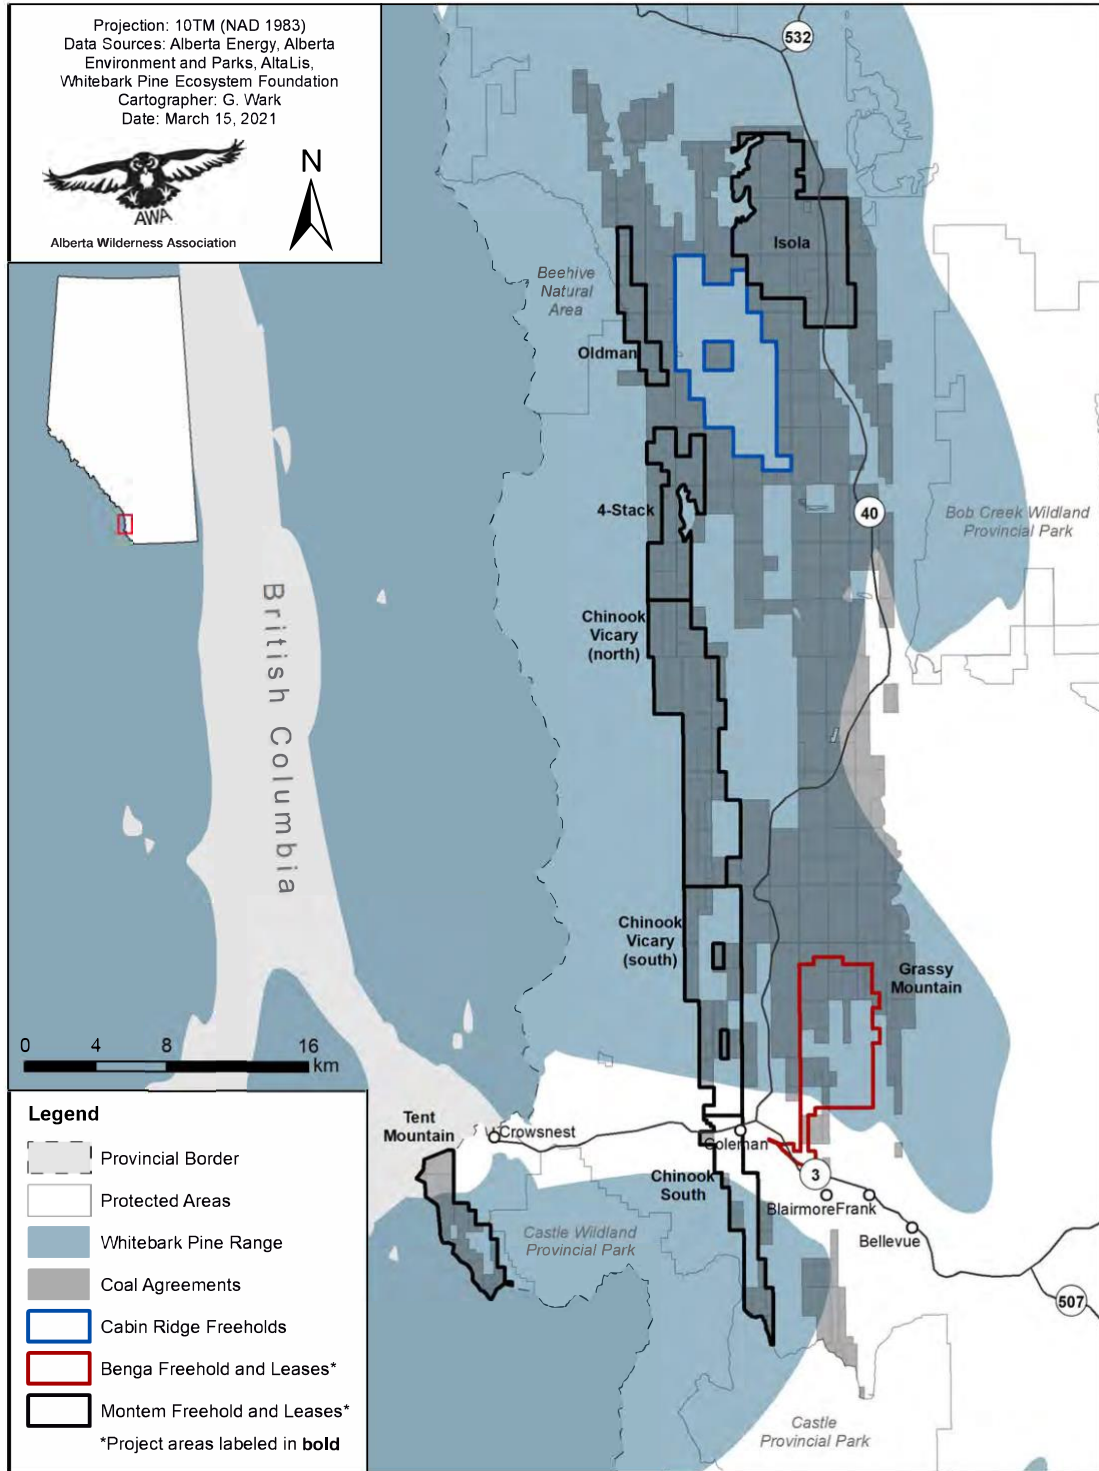 Projection: 10TM (NAD 1983)
Data Sources: Alberta Energy, Alberta
Environment and Parks, AltaLis,
Whitebark Pine Ecosystem Foundation
Cartographer: G. Wark
Date: March 15, 2021
AWA
Alberta Wilderness Association
N
532
Isola
Beehive
Natural
Area
Oldman
4-Stack
40
Bob Creek Wildland
Provincial Park
British Columbia
Chinook
Vicary
(north)
Chinook
Vicary
(south)
Grassy
Mountain
0 4 8 16
km
Tent
Mountain
Crowsnest
Coleman
3
Chinook
South
Blairmore
Frank
Bellevue
Castle Wildland
Provincial Park
507
Castle
Provincial Park
Legend
Provincial Border
Protected Areas
Whitebark Pine Range
Coal Agreements
Cabin Ridge Freeholds
Benga Freehold and Leases*
Montem Freehold and Leases*
*Project areas labeled in bold